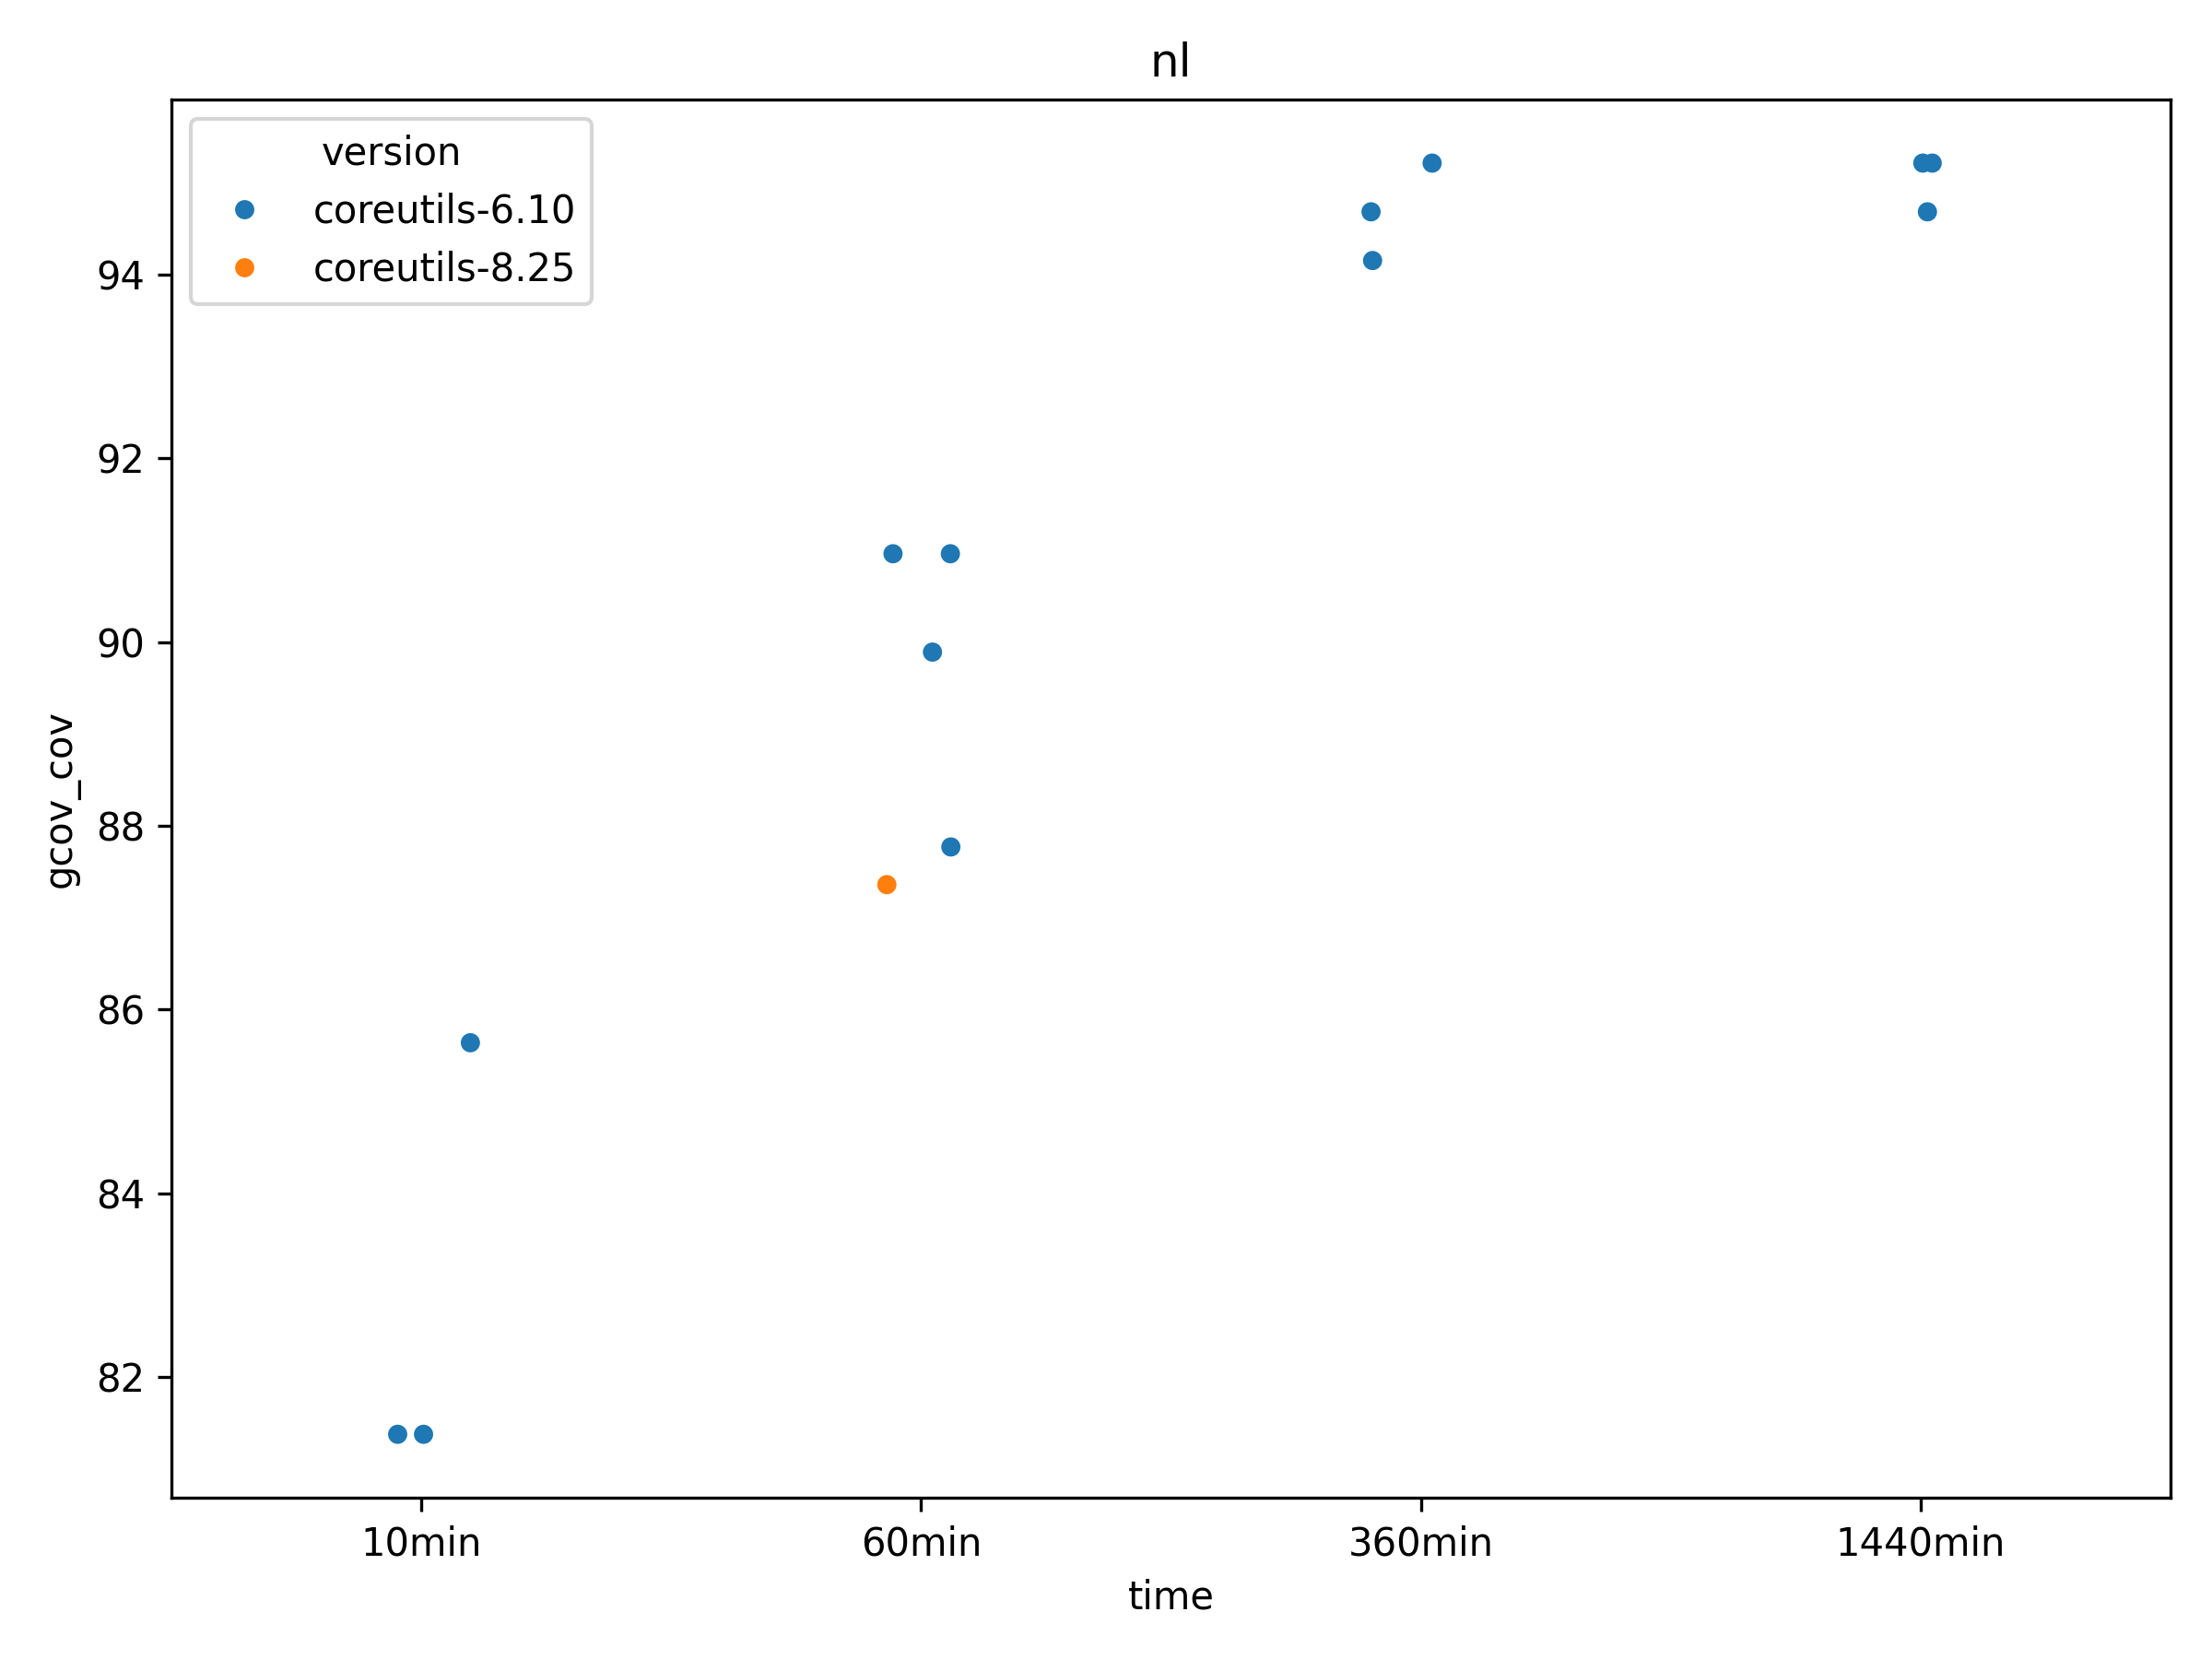 nl
version
coreutils-6.10
coreutils-8.25
94
92
90
88
86
84
82
gcov_cov
10min
60min
360min
1440min
time